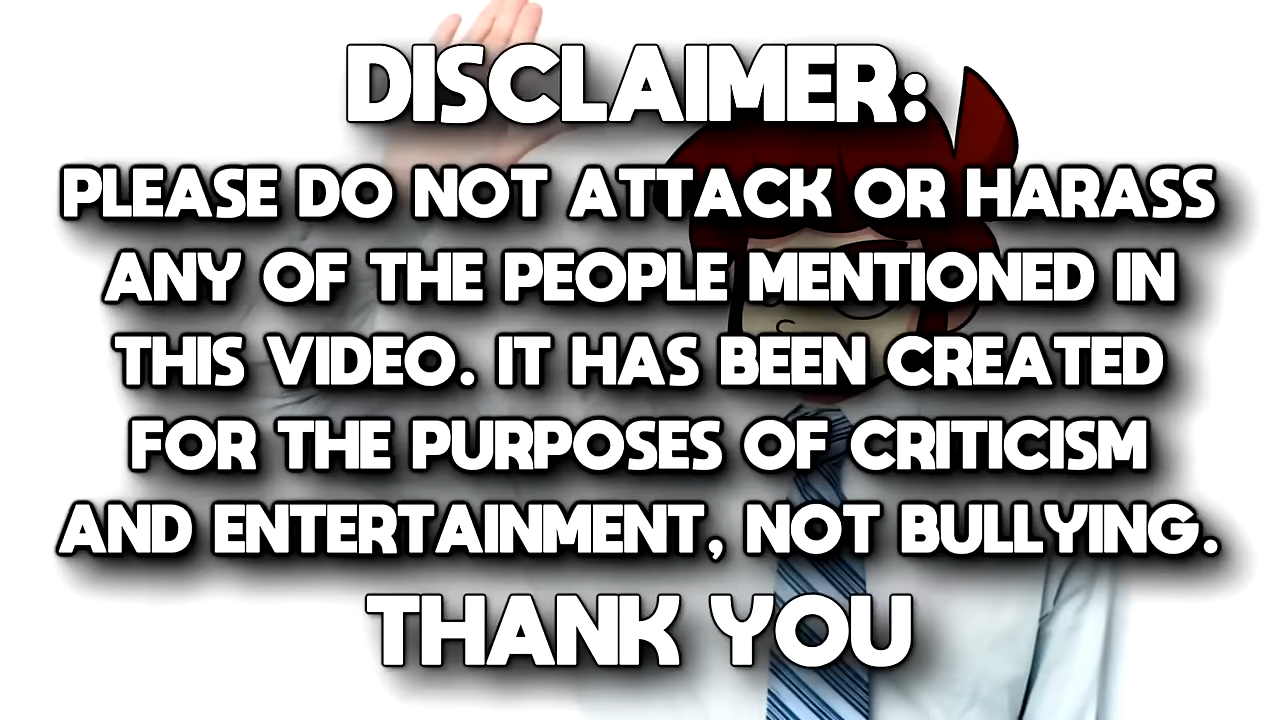 DISCLAIMER:
PLEASE DO NOT ATTACK OR HARASS
ANY OF THE PEOPLE MENTIONED IN
THIS VIDEO. IT HAS BEEN CREATED
FOR THE PURPOSES OF CRITICISM
AND ENTERTAINMENT, NOT BULLYING.
THANK YOU